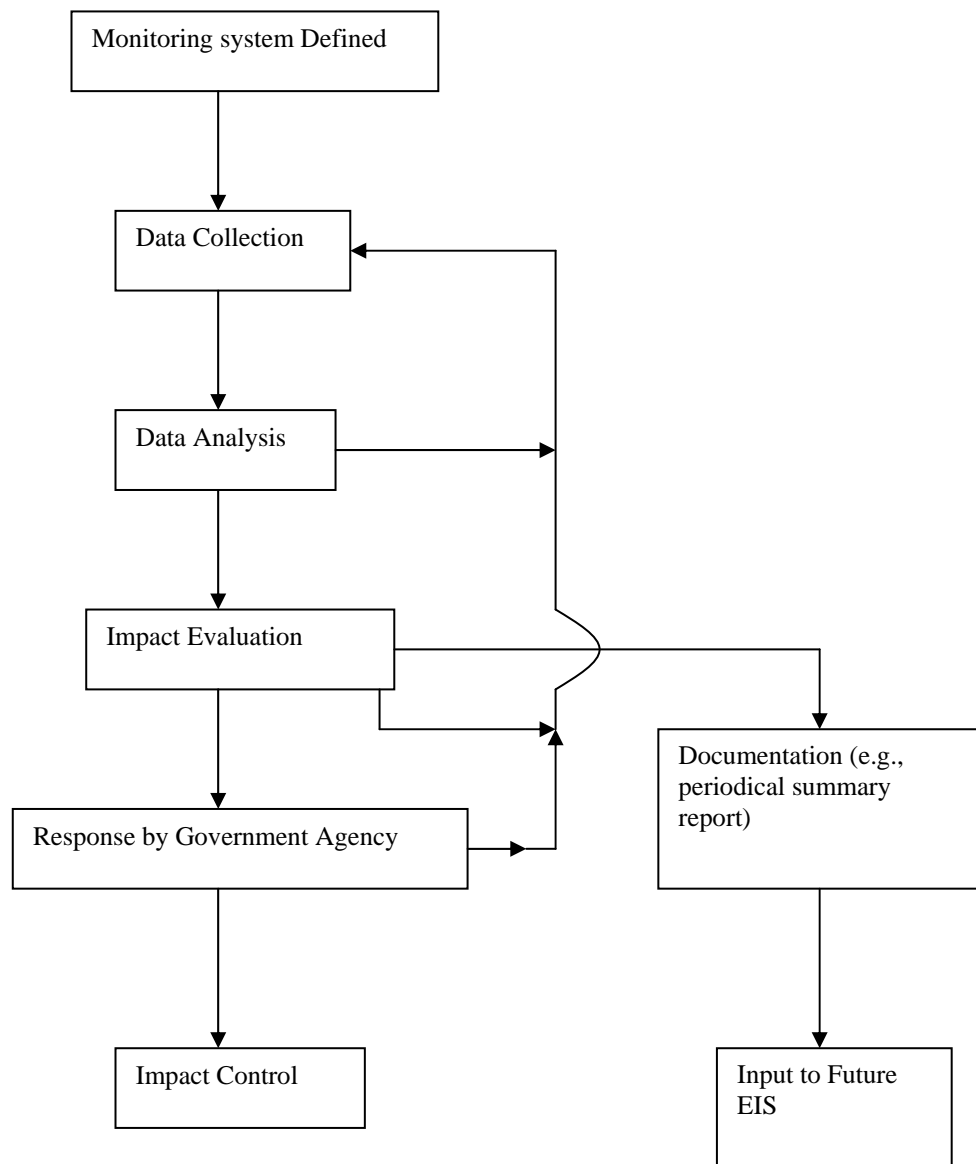 Monitoring system Defined
Data Collection
Data Analysis
Impact Evaluation
Documentation (e.g.,
periodical summary
report)
Response by Government Agency
Impact Control
Input to Future
EIS